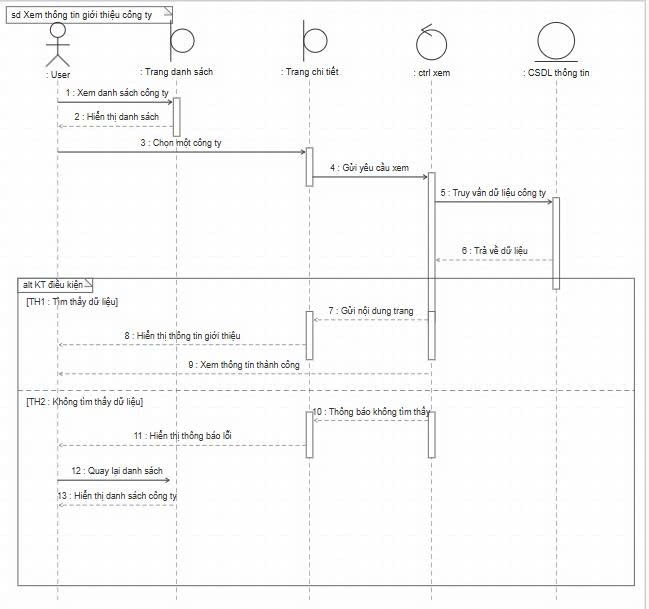 sd Xem thông tin giới thiệu công ty
: User
: Trang danh sách
: Trang chi tiết
: ctrl xem
: CSDL thông tin
1 : Xem danh sách công ty
2 : Hiển thị danh sách
3 : Chọn một công ty
4 : Gửi yêu cầu xem
5 : Truy vấn dữ liệu công ty
6 : Trả về dữ liệu
alt KT điều kiện
[TH1 : Tìm thấy dữ liệu]
7 : Gửi nội dung trang
8 : Hiển thị thông tin giới thiệu
9 : Xem thông tin thành công
[TH2 : Không tìm thấy dữ liệu]
10 : Thông báo không tìm thấy
11 : Hiển thị thông báo lỗi
12 : Quay lại danh sách
13 : Hiển thị danh sách công ty